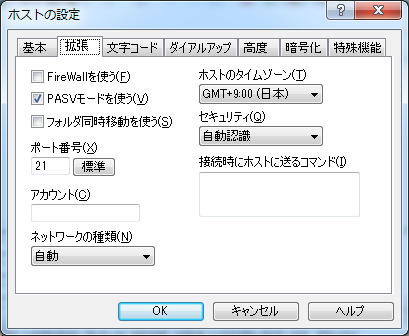 ホストの設定
基本 拡張 文字コード ダイアルアップ 高度 暗号化 特殊機能
FireWallを使う(F)
PASVモードを使う(V)
フォルダ同時移動を使う(S)
ポート番号(X)
21 標準
アカウント(C)
ネットワークの種類(N)
自動
ホストのタイムゾーン(T)
GMT+9:00 (日本)
セキュリティ(Q)
自動認識
接続時にホストに送るコマンド(I)
OK キャンセル ヘルプ